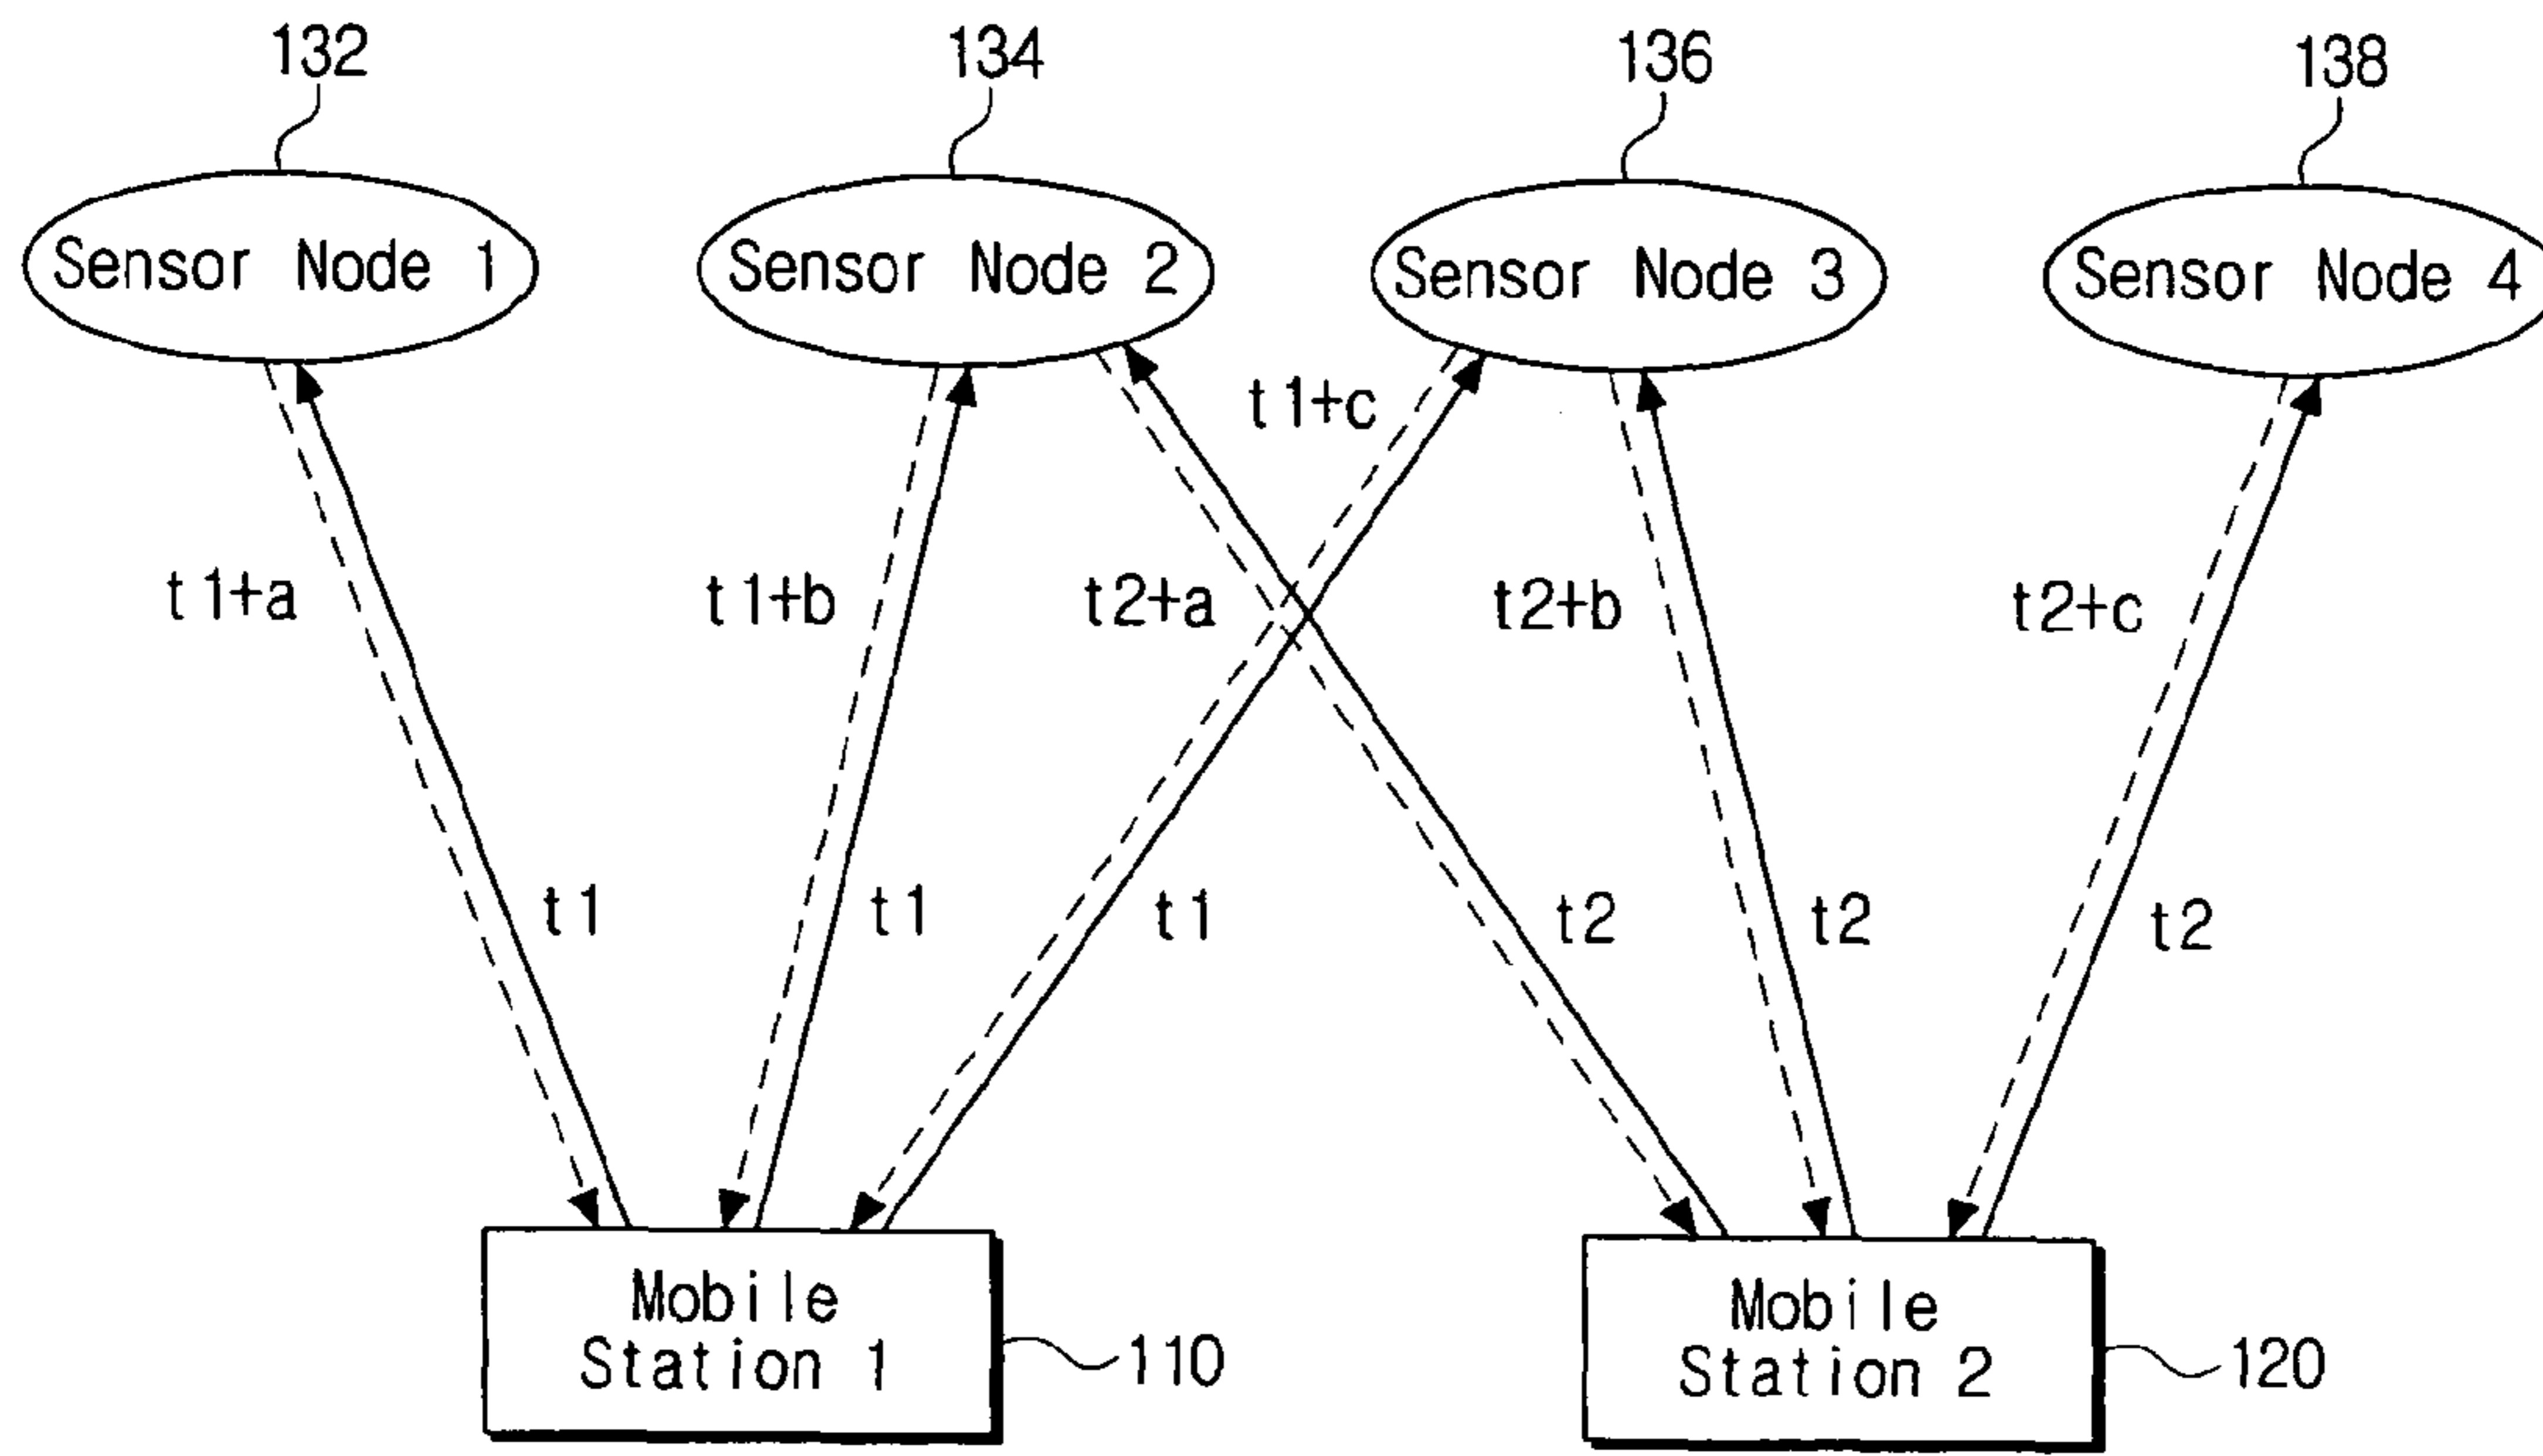 132
134
136
138
Sensor Node 1
Sensor Node 2
Sensor Node 3
Sensor Node 4
t1+c
t1+a
t1+b
t2+a
t2+b
t2+c
t1
t1
t1
t2
t2
t2
Mobile
Station 1
110
Mobile
Station 2
120